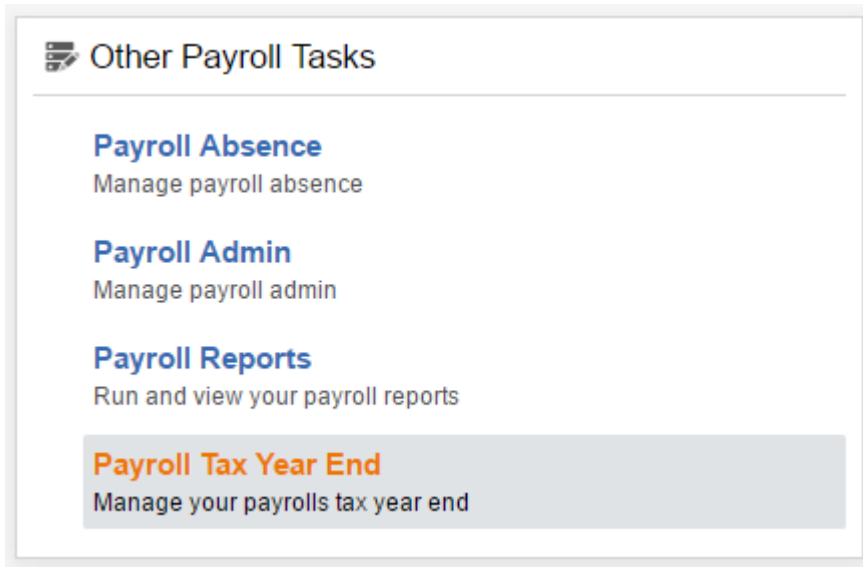 Other Payroll Tasks
Payroll Absence
Manage payroll absence
Payroll Admin
Manage payroll admin
Payroll Reports
Run and view your payroll reports
Payroll Tax Year End
Manage your payrolls tax year end